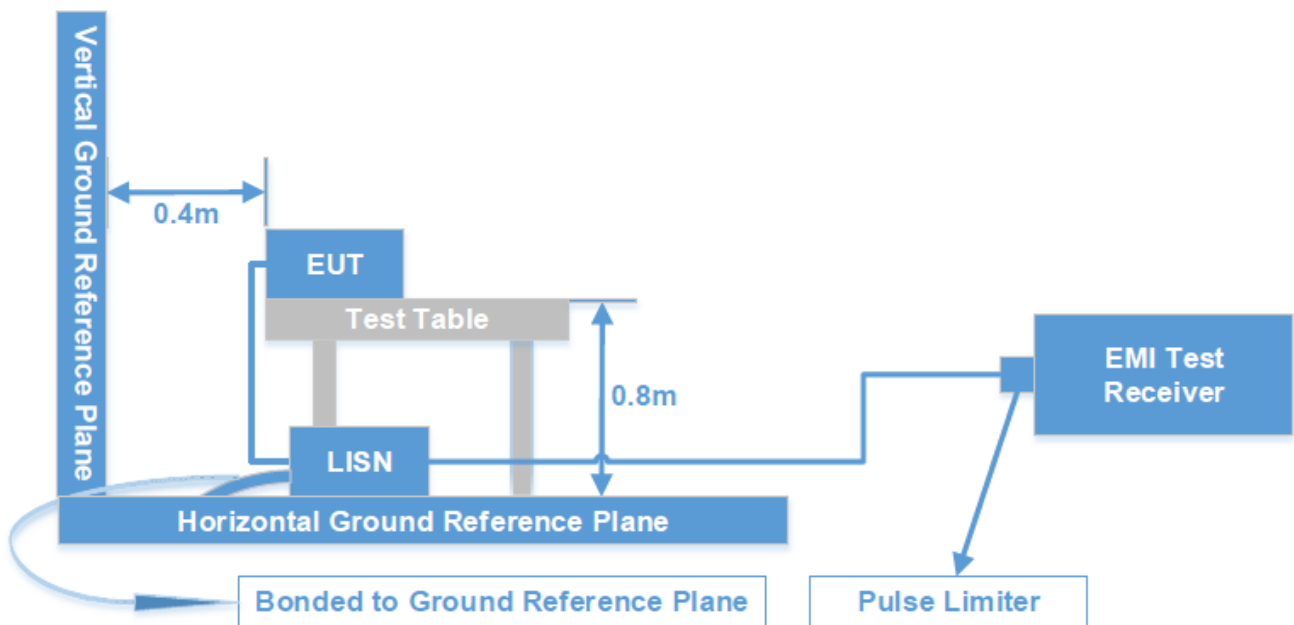 Vertical Ground Reference Plane
0.4m
EUT
Test Table
0.8m
EMI Test
Receiver
LISN
Horizontal Ground Reference Plane
Bonded to Ground Reference Plane
Pulse Limiter